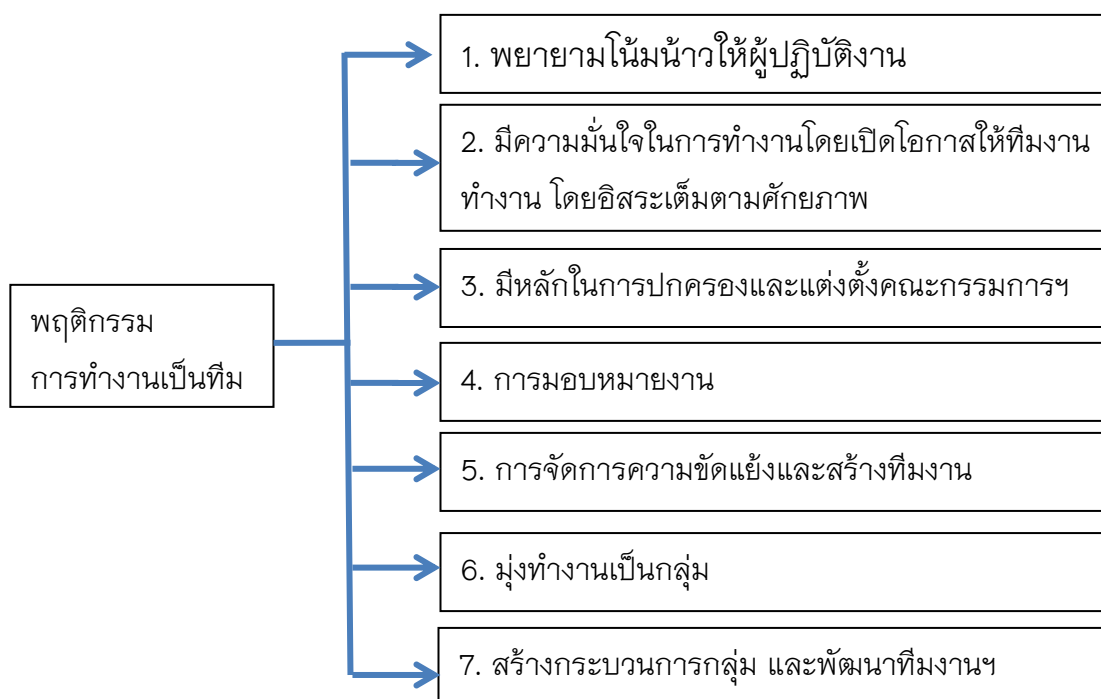 1. พยายามโน้มน้าวให้ผู้ปฏิบัติงาน
2. มีความมั่นใจในการทำงานโดยเปิดโอกาสให้ทีมงาน
ทำงาน โดยอิสระเต็มตามศักยภาพ
3. มีหลักในการปกครองและแต่งตั้งคณะกรรมการฯ
พฤติกรรม
การทำงานเป็นทีม
4. การมอบหมายงาน
5. การจัดการความขัดแย้งและสร้างทีมงาน
6. มุ่งทำงานเป็นกลุ่ม
7. สร้างกระบวนการกลุ่ม และพัฒนาทีมงานฯ